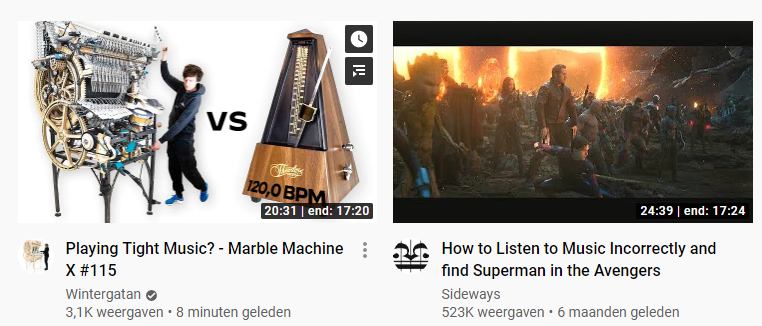 VS
120,0 BPM
20:31 | end: 17:20
Playing Tight Music? - Marble Machine
X #115
Wintergatan
3,1K weergaven • 8 minuten geleden
24:39 | end: 17:24
How to Listen to Music Incorrectly and
find Superman in the Avengers
Sideways
523K weergaven • 6 maanden geleden